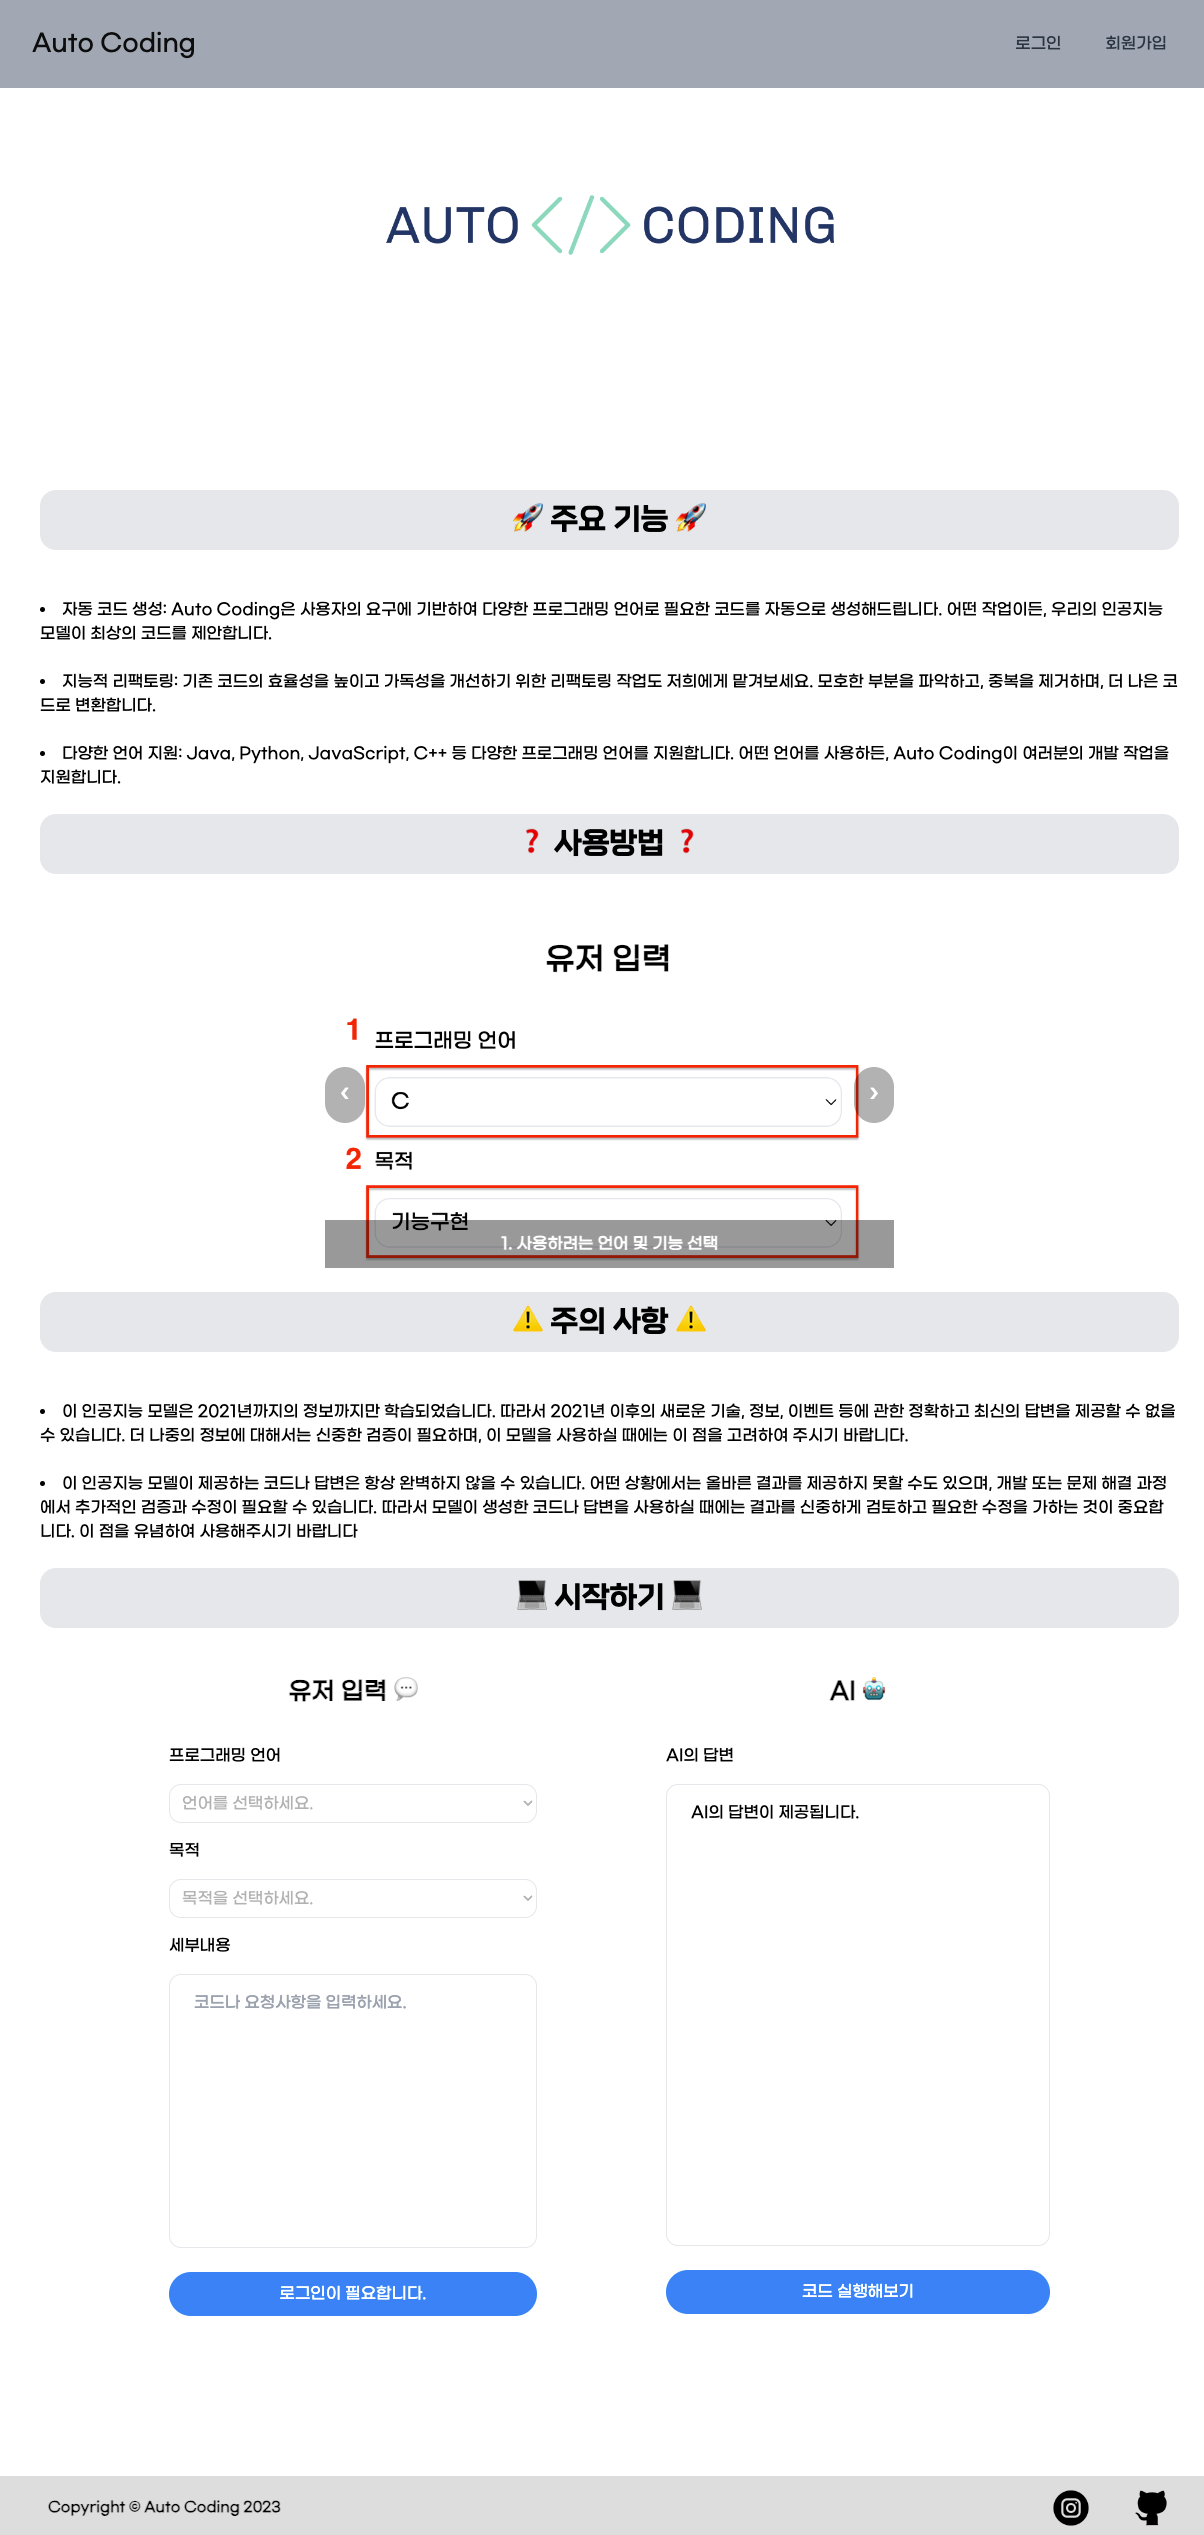 Auto Coding
로그인 회원가입
AUTO </> CODING
🚀 주요 기능 🚀
• 자동 코드 생성: Auto Coding은 사용자의 요구에 기반하여 다양한 프로그래밍 언어로 필요한 코드를 자동으로 생성해드립니다. 어떤 작업이든, 우리의 인공지능
모델이 최상의 코드를 제안합니다.
• 지능적 리팩토링: 기존 코드의 효율성을 높이고 가독성을 개선하기 위한 리팩토링 작업도 저희에게 맡겨보세요. 모호한 부분을 파악하고, 중복을 제거하며, 더 나은 코
드로 변환합니다.
• 다양한 언어 지원: Java, Python, JavaScript, C++ 등 다양한 프로그래밍 언어를 지원합니다. 어떤 언어를 사용하든, Auto Coding이 여러분의 개발 작업을
지원합니다.
❓ 사용방법 ❓
유저 입력
1 프로그래밍 언어
‹ C ›
2 목적
기능구현
1. 사용하려는 언어 및 기능 선택
⚠️ 주의 사항 ⚠️
• 이 인공지능 모델은 2021년까지의 정보까지만 학습되었습니다. 따라서 2021년 이후의 새로운 기술, 정보, 이벤트 등에 관한 정확하고 최신의 답변을 제공할 수 없을
수 있습니다. 더 나중의 정보에 대해서는 신중한 검증이 필요하며, 이 모델을 사용하실 때에는 이 점을 고려하여 주시기 바랍니다.
• 이 인공지능 모델이 제공하는 코드나 답변은 항상 완벽하지 않을 수 있습니다. 어떤 상황에서는 올바른 결과를 제공하지 못할 수도 있으며, 개발 또는 문제 해결 과정
에서 추가적인 검증과 수정이 필요할 수 있습니다. 따라서 모델이 생성한 코드나 답변을 사용하실 때에는 결과를 신중하게 검토하고 필요한 수정을 가하는 것이 중요합
니다. 이 점을 유념하여 사용해주시기 바랍니다
💻 시작하기 💻
유저 입력 💬
프로그래밍 언어
언어를 선택하세요.
목적
목적을 선택하세요.
세부내용
코드나 요청사항을 입력하세요.
로그인이 필요합니다.
AI 🤖
AI의 답변
AI의 답변이 제공됩니다.
코드 실행해보기
Copyright © Auto Coding 2023